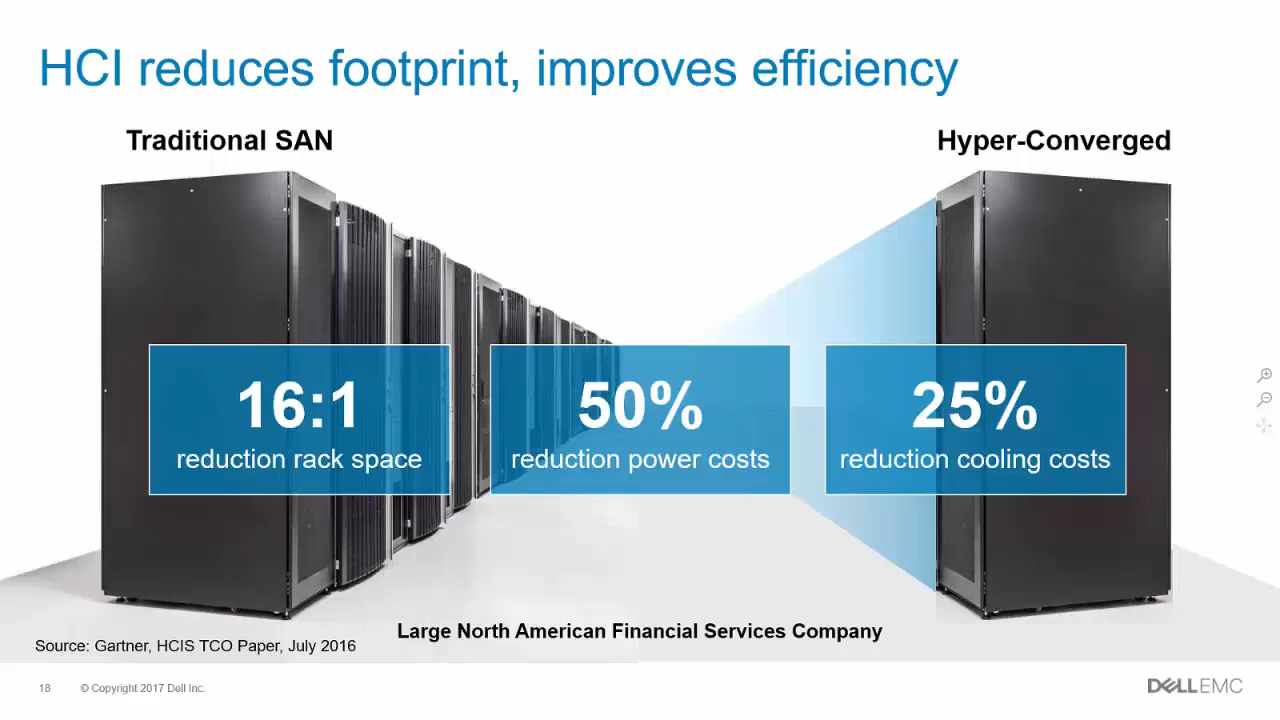 HCI reduces footprint, improves efficiency
Traditional SAN
Hyper-Converged
16:1
reduction rack space
50%
reduction power costs
25%
reduction cooling costs
Large North American Financial Services Company
Source: Gartner, HCIS TCO Paper, July 2016
18
© Copyright 2017 Dell Inc.
DELLEMC